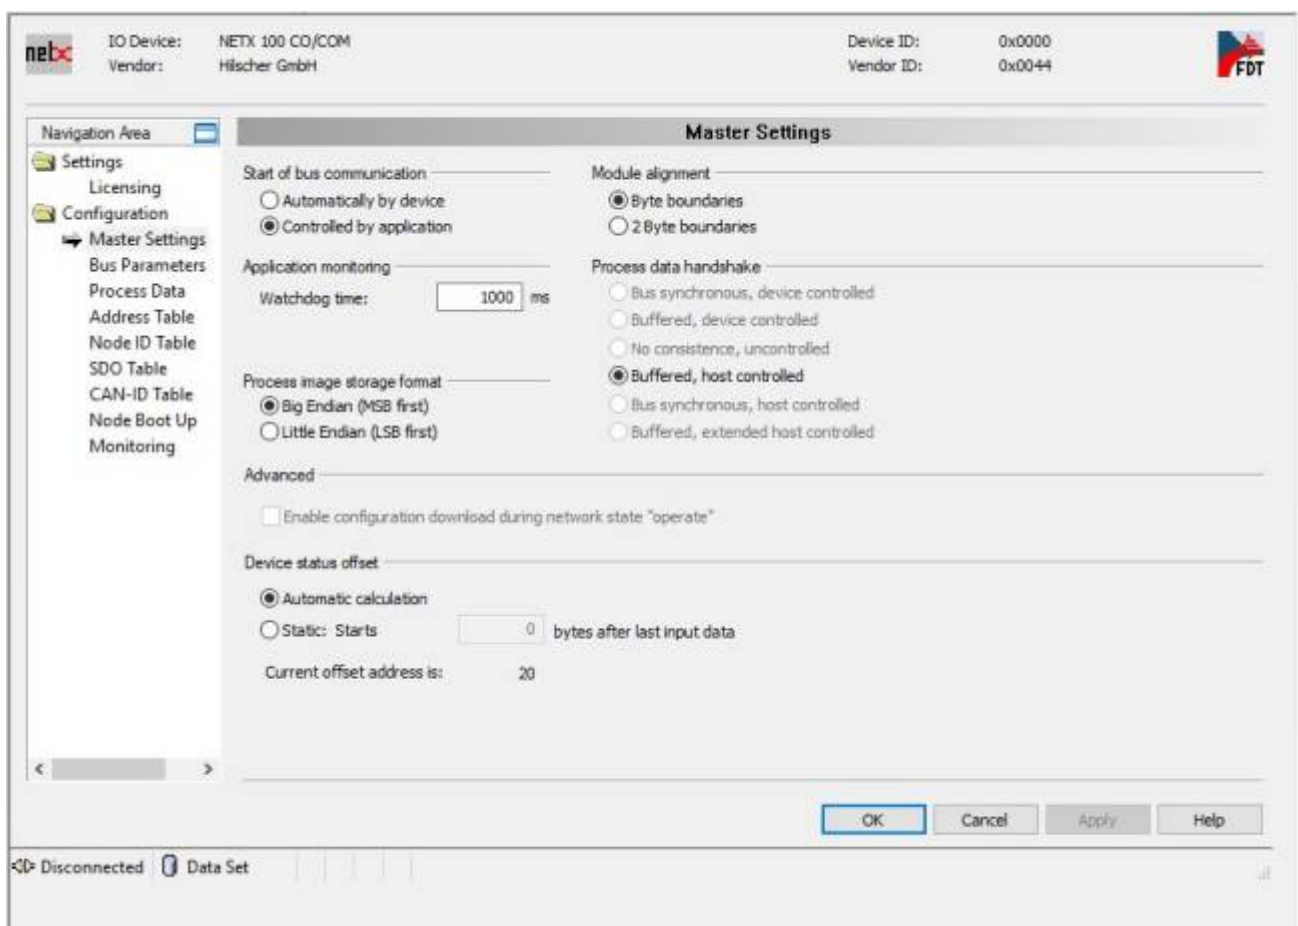 netx IO Device: NETX 100 CO/COM Device ID: 0x0000
Vendor: Hilscher GmbH Vendor ID: 0x0044
FDT
Navigation Area
Settings
Licensing
Configuration
Master Settings
Bus Parameters
Process Data
Address Table
Node ID Table
SDO Table
CAN-ID Table
Node Boot Up
Monitoring
Master Settings
Start of bus communication
Automatically by device
Controlled by application
Module alignment
Byte boundaries
2 Byte boundaries
Application monitoring
Watchdog time: 1000 ms
Process data handshake
Bus synchronous, device controlled
Buffered, device controlled
No consistence, uncontrolled
Buffered, host controlled
Bus synchronous, host controlled
Buffered, extended host controlled
Process image storage format
Big Endian (MSB first)
Little Endian (LSB first)
Advanced
Enable configuration download during network state "operate"
Device status offset
Automatic calculation
Static: Starts 0 bytes after last input data
Current offset address is: 20
OK Cancel Apply Help
Disconnected Data Set